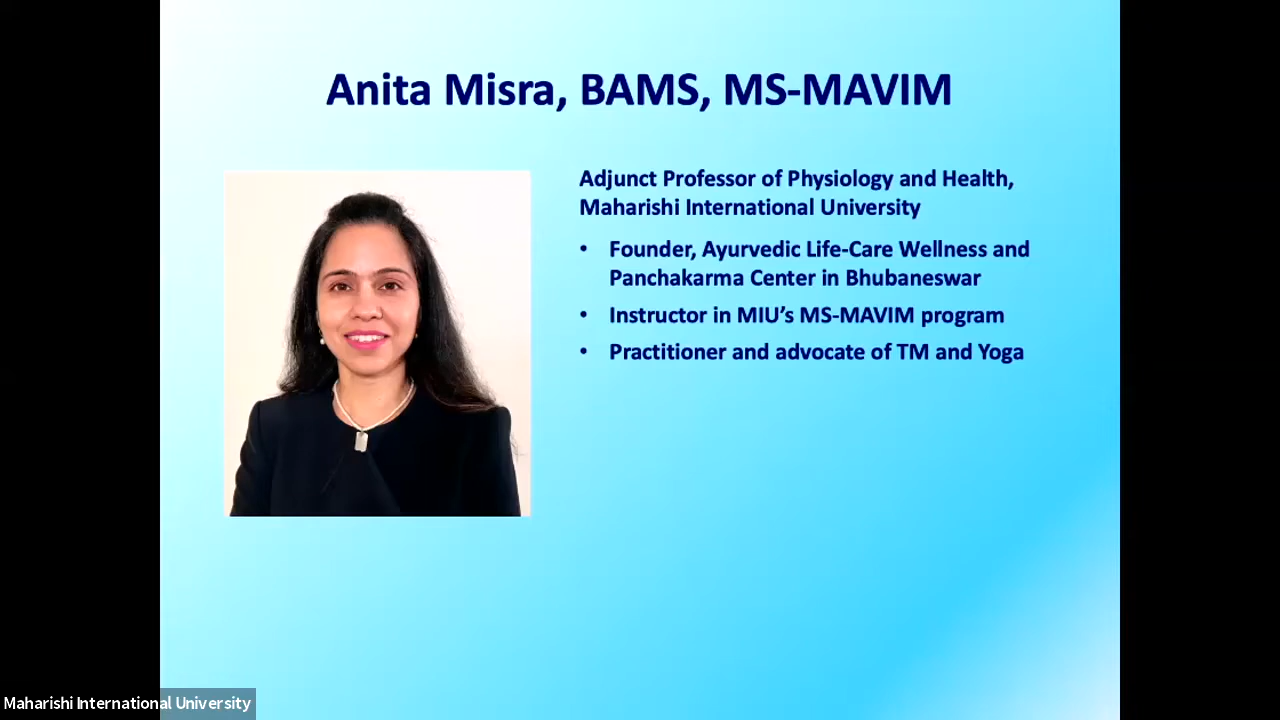 Anita Misra, BAMS, MS-MAVIM
Adjunct Professor of Physiology and Health,
Maharishi International University
• Founder, Ayurvedic Life-Care Wellness and
Panchakarma Center in Bhubaneswar
• Instructor in MIU’s MS-MAVIM program
• Practitioner and advocate of TM and Yoga
Maharishi International University